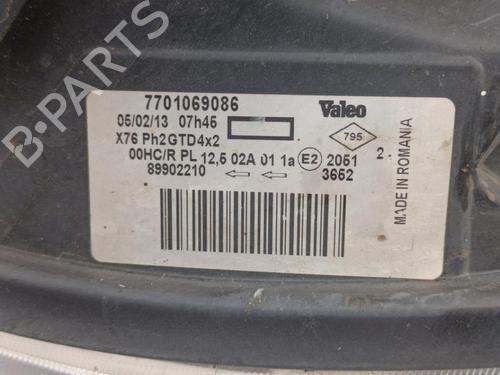 7701069086
Valeo
05/02/13 07h45
795
X76 Ph2GTD4x2
00HC/R PL 12,5 02A 01 1a E2 2051 2.
89902210 3652
MADE IN ROMANIA
B-PARTS